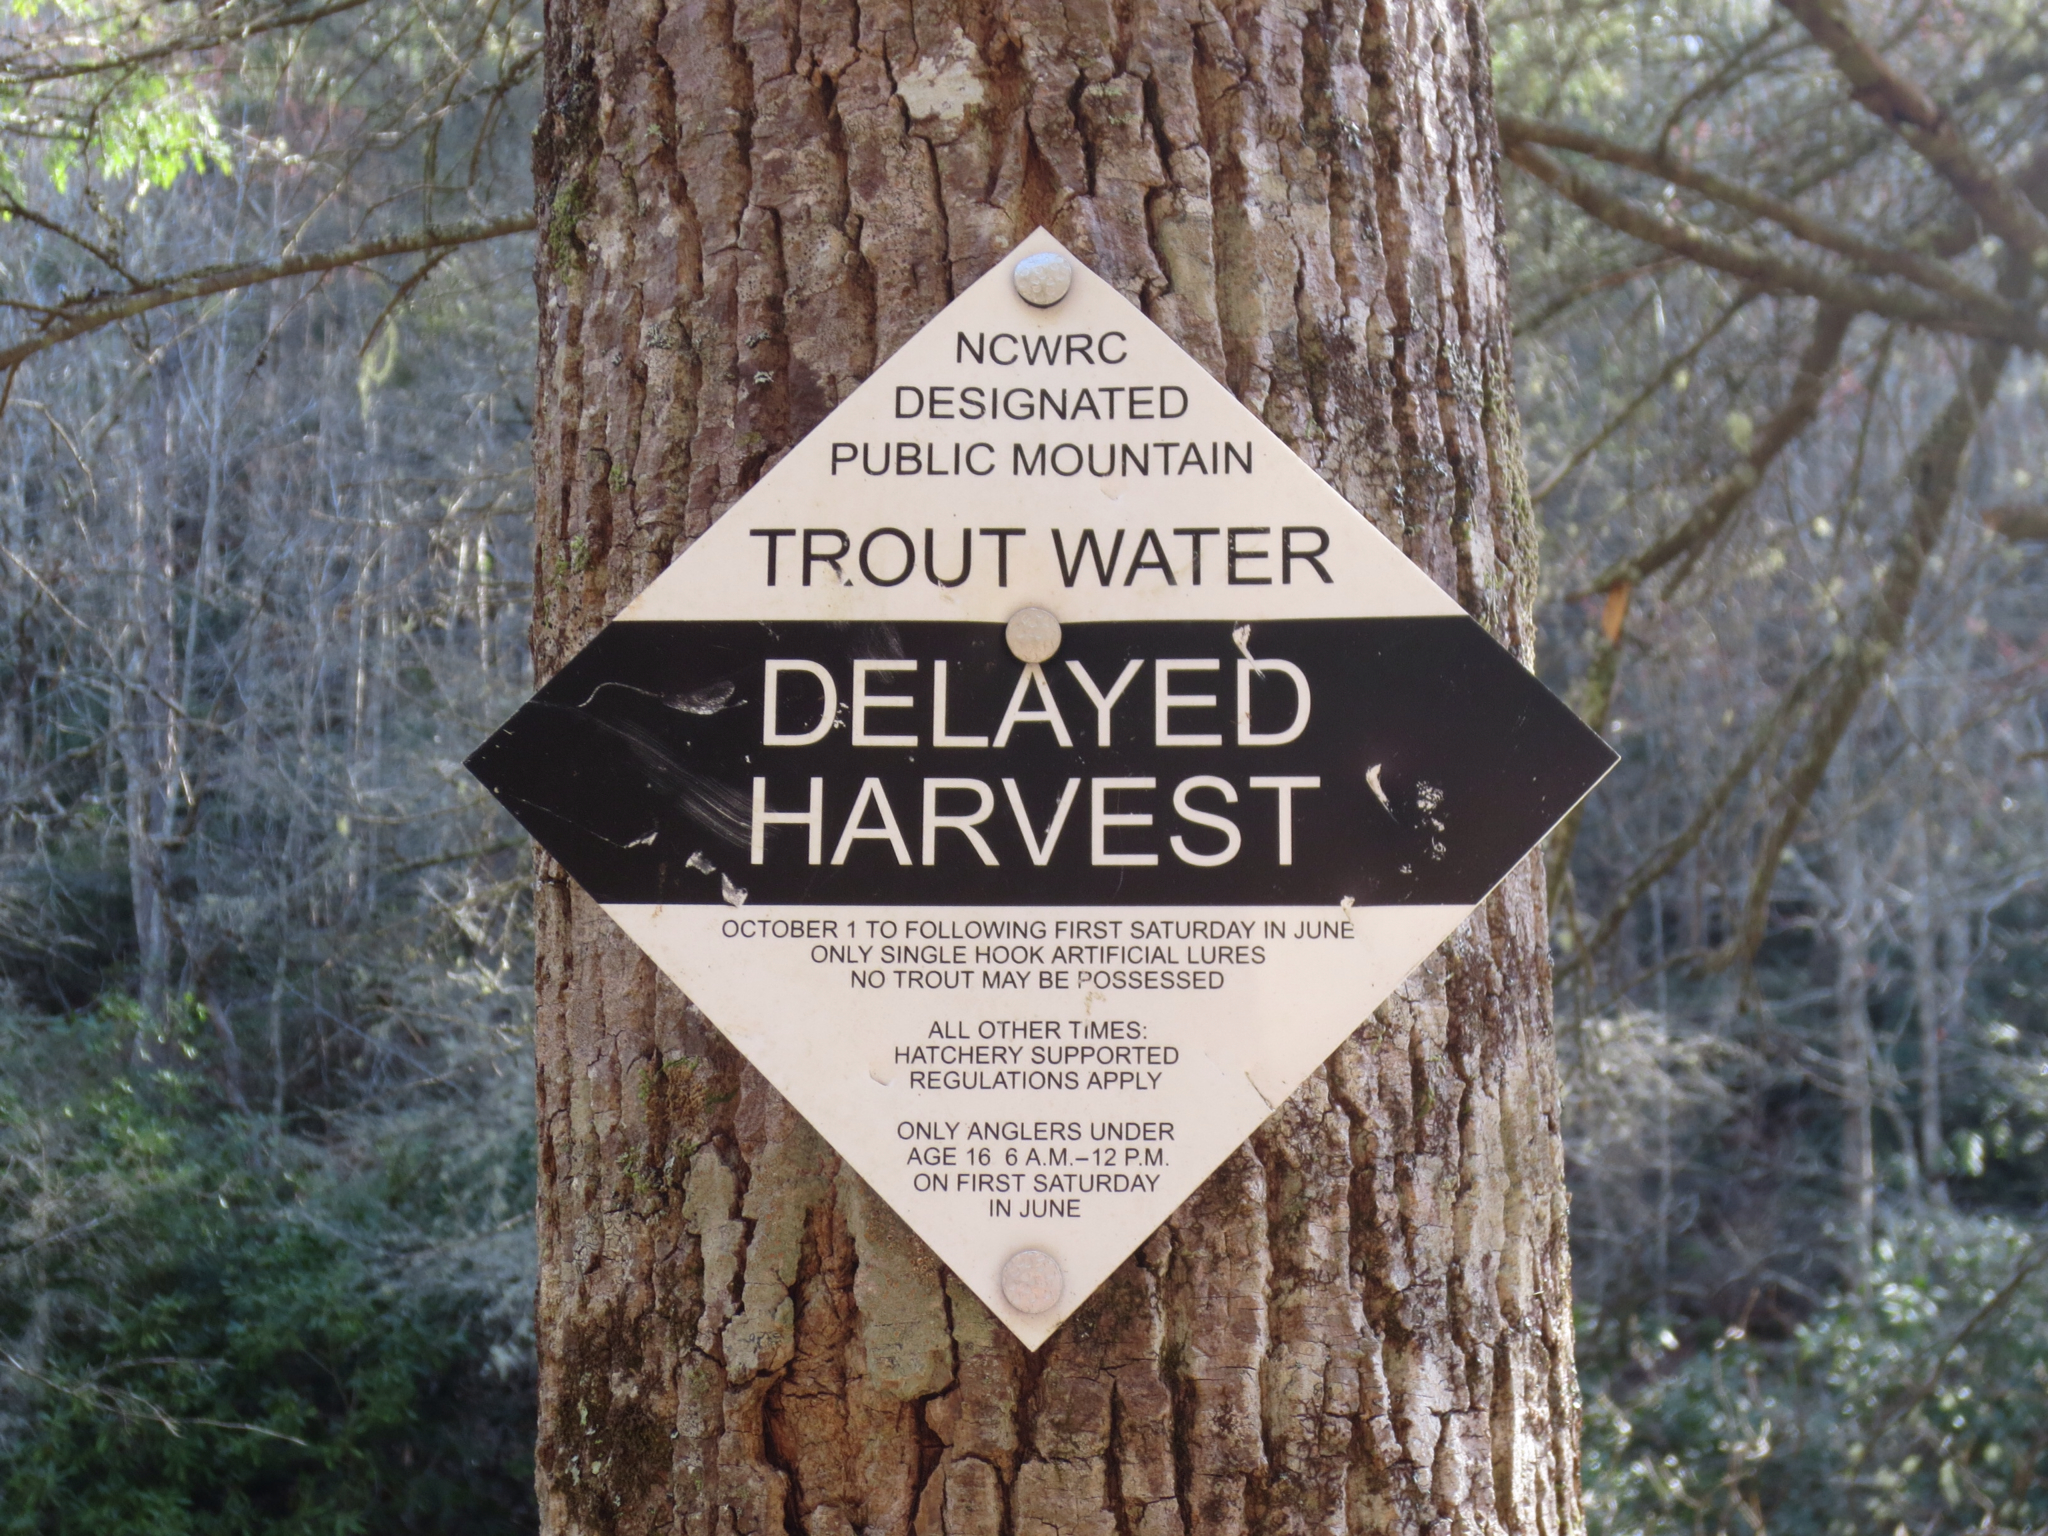 NCWRC
DESIGNATED
PUBLIC MOUNTAIN
TROUT WATER
DELAYED
HARVEST
OCTOBER 1 TO FOLLOWING FIRST SATURDAY IN JUNE
ONLY SINGLE HOOK ARTIFICIAL LURES
NO TROUT MAY BE POSSESSED
ALL OTHER TIMES:
HATCHERY SUPPORTED
REGULATIONS APPLY
ONLY ANGLERS UNDER
AGE 16 6 A.M.–12 P.M.
ON FIRST SATURDAY
IN JUNE